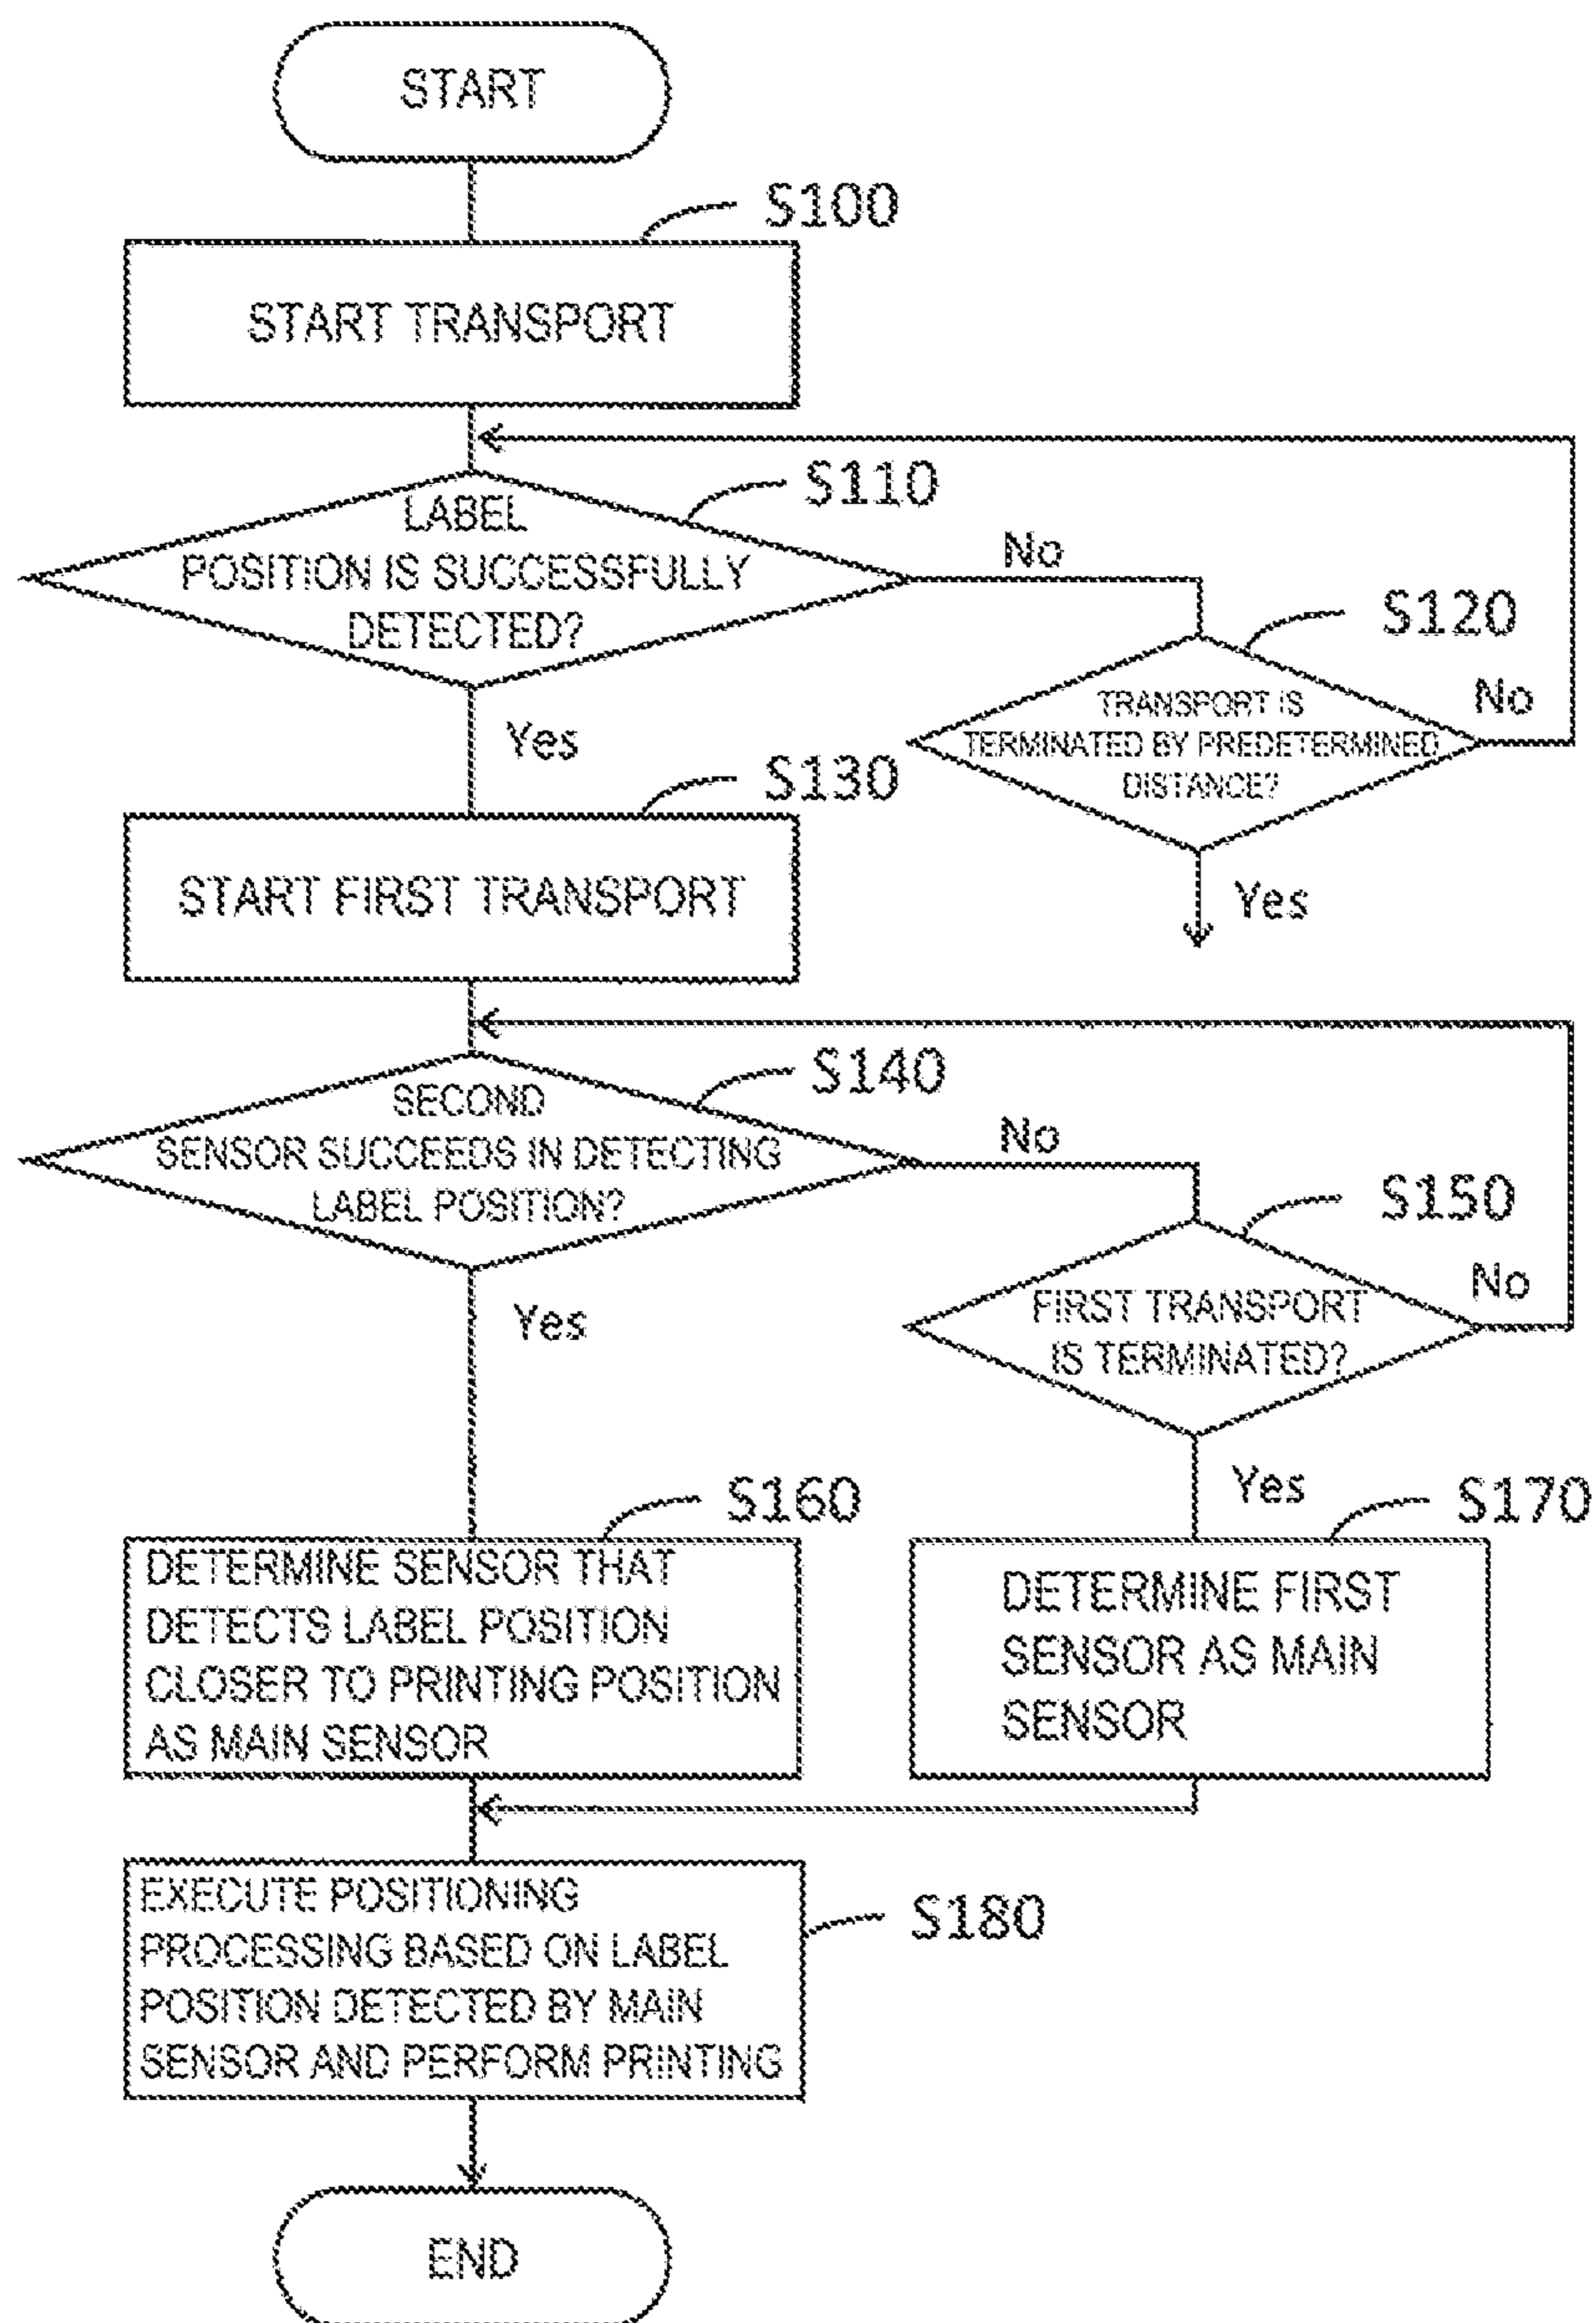 START
S100
START TRANSPORT
S110
LABEL
POSITION IS SUCCESSFULLY
DETECTED?
No
S120
TRANSPORT IS
TERMINATED BY PREDETERMINED
DISTANCE?
No
Yes
Yes
S130
START FIRST TRANSPORT
S140
SECOND
SENSOR SUCCEEDS IN DETECTING
LABEL POSITION?
No
S150
FIRST TRANSPORT
IS TERMINATED?
No
Yes
Yes
S160
DETERMINE SENSOR THAT
DETECTS LABEL POSITION
CLOSER TO PRINTING POSITION
AS MAIN SENSOR
S170
DETERMINE FIRST
SENSOR AS MAIN
SENSOR
EXECUTE POSITIONING
PROCESSING BASED ON LABEL
POSITION DETECTED BY MAIN
SENSOR AND PERFORM PRINTING
S180
END